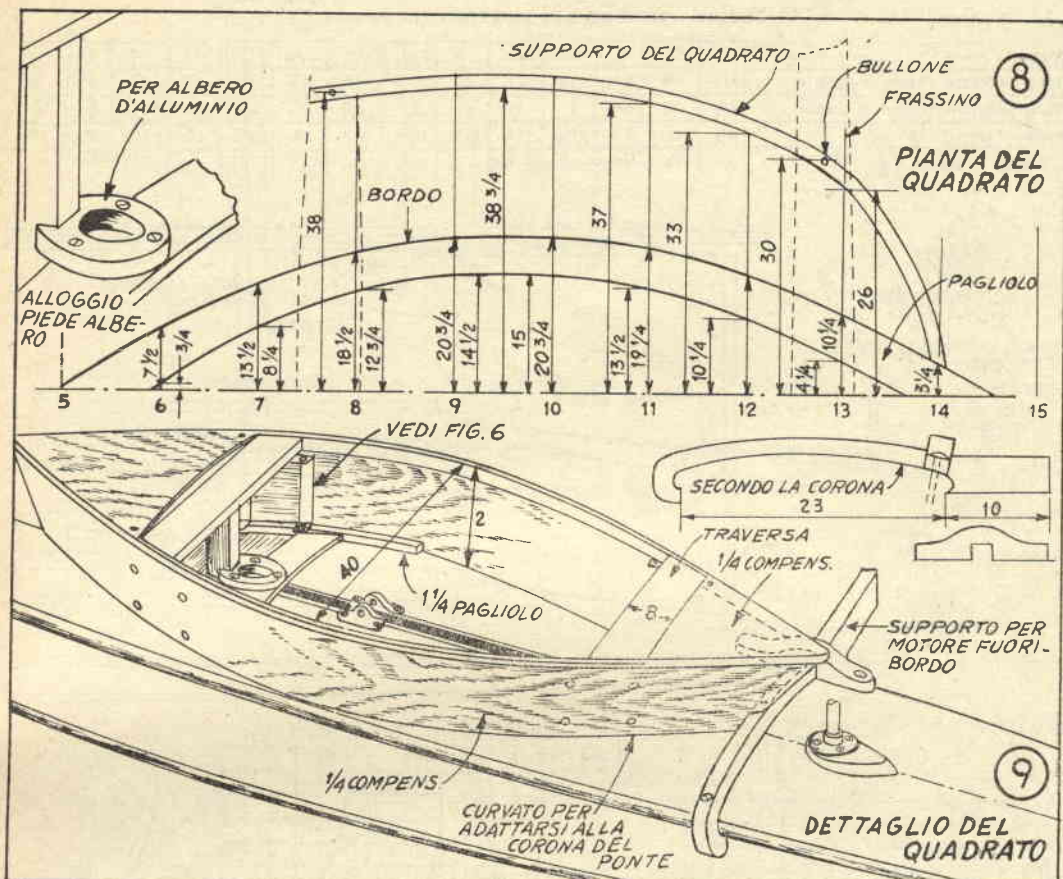 PER ALBERO
D'ALLUMINIO
ALLOGGIO
PIEDE ALBE-
RO
SUPPORTO DEL QUADRATO
BULLONE
FRASSINO
8
PIANTA DEL
QUADRATO
BORDO
PAGLIOLO
38
38 3/4
37
33
30
26
7 1/2
3/4
13 1/2
8 1/4
18 1/2
12 3/4
20 3/4
14 1/2
15
20 3/4
13 1/2
19 1/4
10 1/4
4 1/4
10 1/4
3 1/4
5 6 7 8 9 10 11 12 13 14 15
VEDI FIG. 6
2
40
1 1/4 PAGLIOLO
TRAVERSA
1/4 COMPENS.
8
SECONDO LA CORONA
23
10
SUPPORTO PER
MOTORE FUORI-
BORDO
1/4 COMPENS.
CURVATO PER
ADATTARSI ALLA
CORONA DEL
PONTE
9
DETTAGLIO DEL
QUADRATO